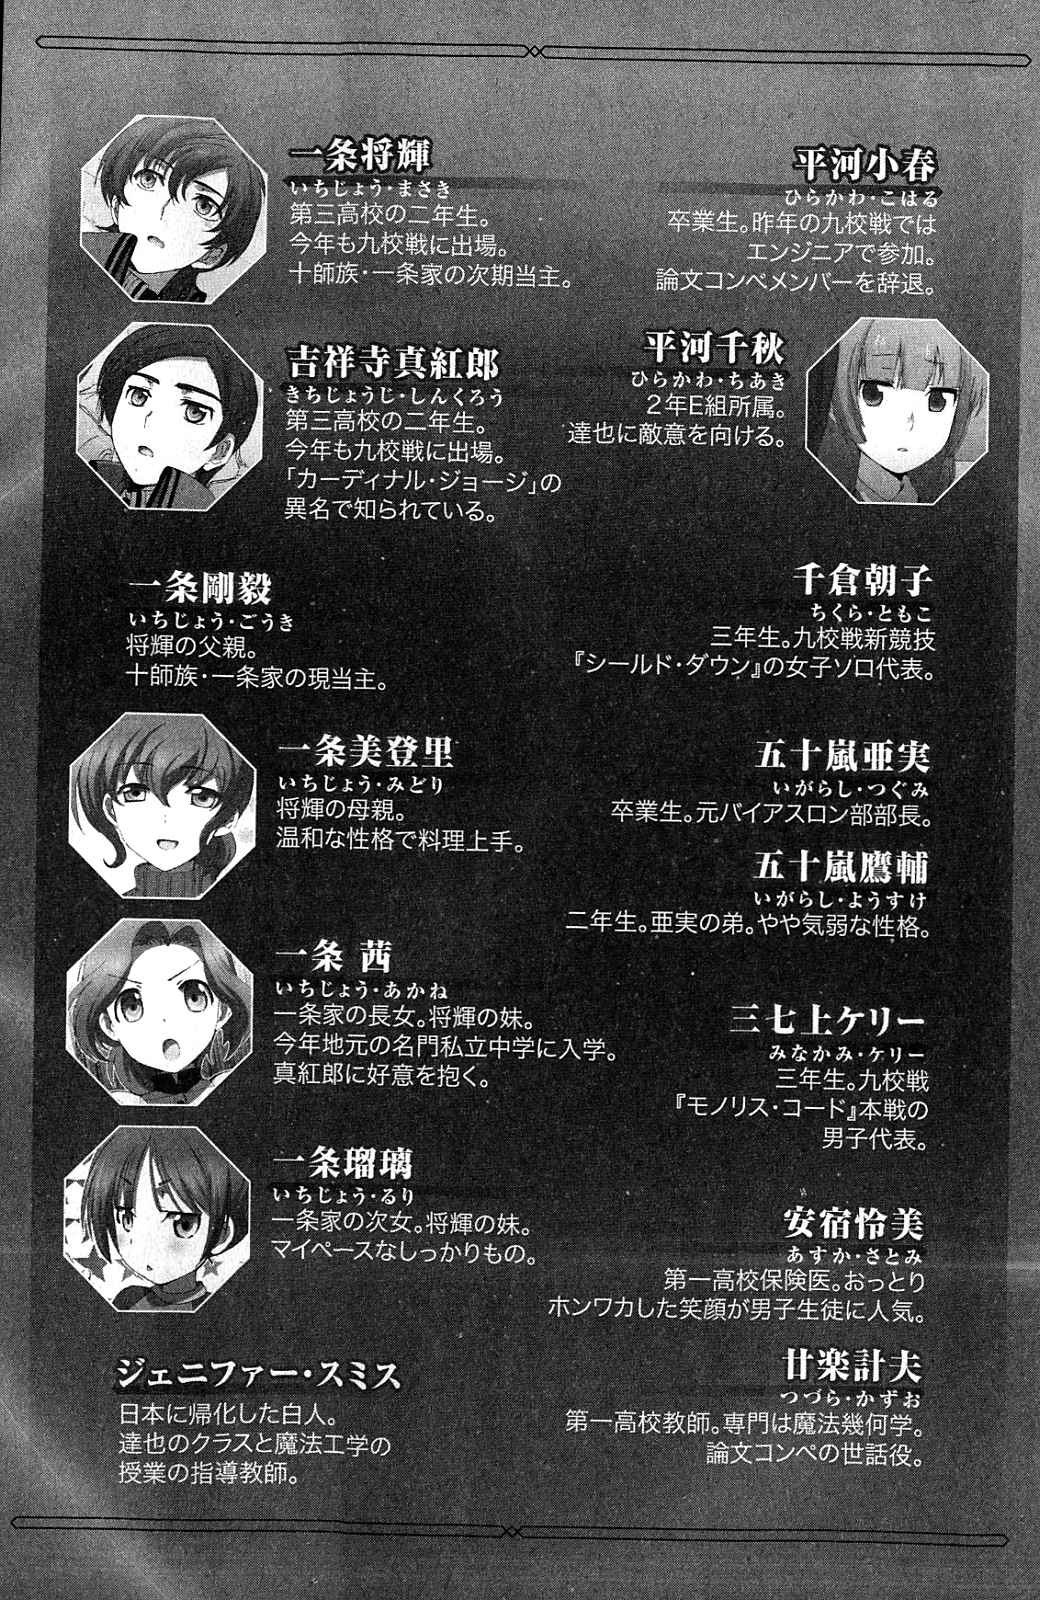 一条将輝
いちじょう・まさき
第三高校の二年生。
今年も九校戦に出場。
十師族・一条家の次期当主。
吉祥寺真紅郎
きちじょうじ・しんくろう
第三高校の二年生。
今年も九校戦に出場。
「カーディナル・ジョージ」の
異名で知られている。
一条剛毅
いちじょう・ごうき
将輝の父親。
十師族・一条家の現当主。
一条美登里
いちじょう・みどり
将輝の母親。
温和な性格で料理上手。
一条 茜
いちじょう・あかね
一条家の長女。将輝の妹。
今年地元の名門私立中学に入学。
真紅郎に好意を抱く。
一条瑠璃
いちじょう・るり
一条家の次女。将輝の妹。
マイペースなしっかりもの。
ジェニファー・スミス
日本に帰化した白人。
達也のクラスと魔法工学の
授業の指導教師。
平河小春
ひらかわ・こはる
卒業生。昨年の九校戦では
エンジニアで参加。
論文コンペメンバーを辞退。
平河千秋
ひらかわ・ちあき
2年E組所属。
達也に敵意を向ける。
千倉朝子
ちくら・ともこ
三年生。九校戦新競技
『シールド・ダウン』の女子ソロ代表。
五十嵐亜実
いがらし・つぐみ
卒業生。元バイアスロン部部長。
五十嵐鷹輔
いがらし・ようすけ
二年生。亜実の弟。やや気弱な性格。
三七上ケリー
みなかみ・ケリー
三年生。九校戦
『モノリス・コード』本戦の
男子代表。
安宿怜美
あすか・さとみ
第一高校保険医。おっとり
ホンワカした笑顔が男子生徒に人気。
廿楽計夫
つづら・かずお
第一高校教師。専門は魔法幾何学。
論文コンペの世話役。